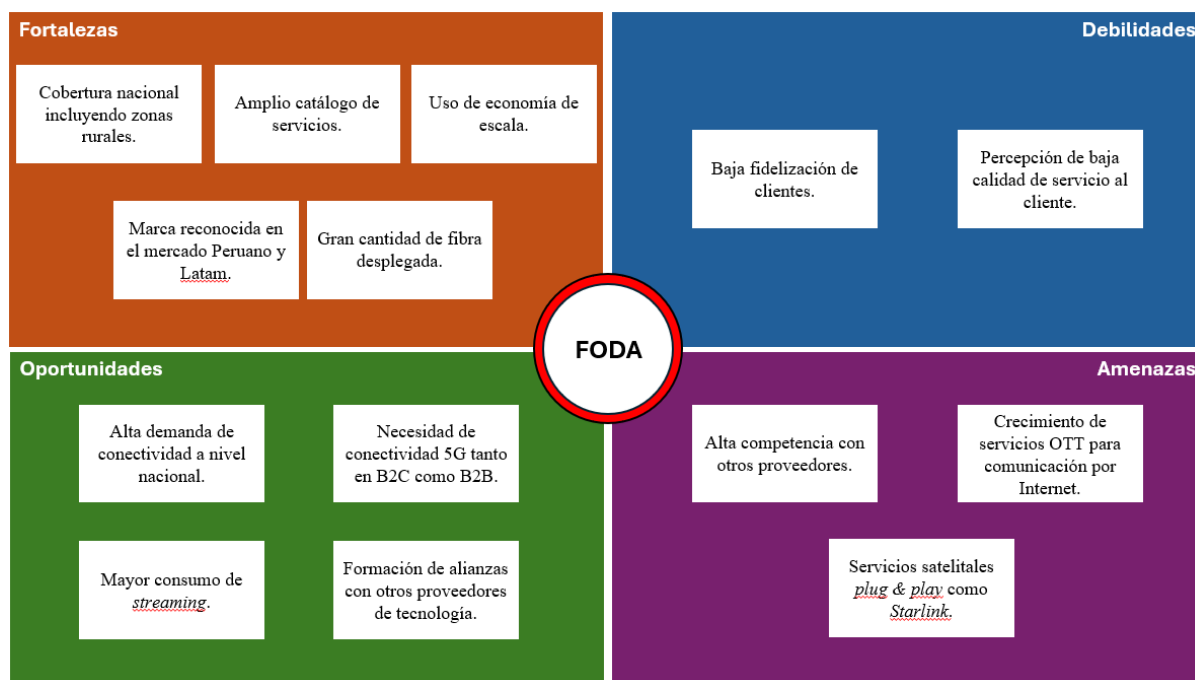 Fortalezas
Cobertura nacional
incluyendo zonas
rurales.
Amplio catálogo de
servicios.
Uso de economía de
escala.
Marca reconocida en
el mercado Peruano y
Latam.
Gran cantidad de fibra
desplegada.
Debilidades
Baja fidelización de
clientes.
Percepción de baja
calidad de servicio al
cliente.
FODA
Oportunidades
Alta demanda de
conectividad a nivel
nacional.
Necesidad de
conectividad 5G tanto
en B2C como B2B.
Mayor consumo de
streaming.
Formación de alianzas
con otros proveedores
de tecnología.
Amenazas
Alta competencia con
otros proveedores.
Crecimiento de
servicios OTT para
comunicación por
Internet.
Servicios satelitales
plug & play como
Starlink.